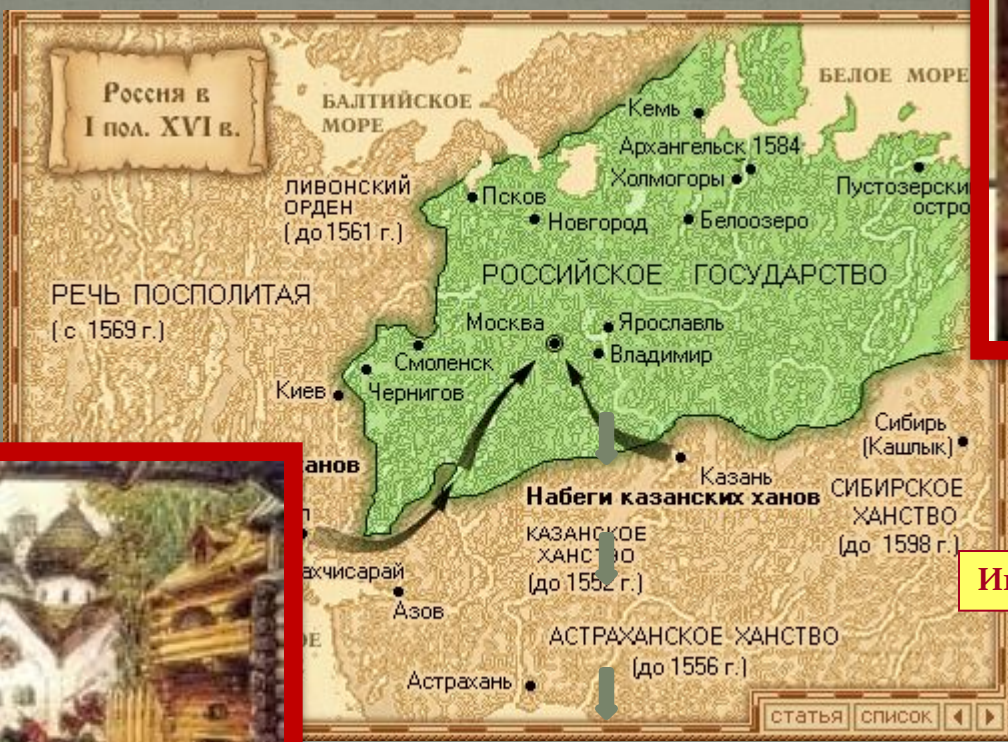 Россия в
I пол. XVI в.
БАЛТИЙСКОЕ
МОРЕ
БЕЛОЕ МОРЕ
Кемь
Архангельск 1584
Холмогоры
Пустозерски
остро
ЛИВОНСКИЙ
ОРДЕН
(до 1561 г.)
Псков
Новгород
Белоозеро
РОССИЙСКОЕ ГОСУДАРСТВО
РЕЧЬ ПОСПОЛИТАЯ
(с 1569 г.)
Москва
Ярославль
Владимир
Смоленск
Киев
Чернигов
Сибирь
(Кашлык)
ханов
Казань
Набеги казанских ханов
СИБИРСКОЕ
ХАНСТВО
(до 1598 г.)
КАЗАНСКОЕ
ХАНСТВО
(до 1552 г.)
ахчисарай
Азов
АСТРАХАНСКОЕ ХАНСТВО
(до 1556 г.)
Астрахань
статья список